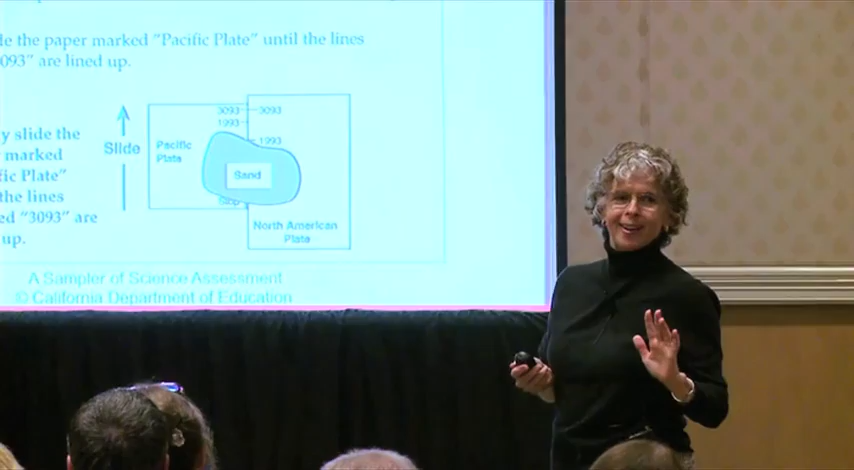 de the paper marked "Pacific Plate" until the lines
093" are lined up.
y slide the
marked
fic Plate"
the lines
ed "3093" are
up.
Slide
Pacific
Plate
3093
3093
1993
1993
Sand
North American
Plate
A Sampler of Science Assessment
© California Department of Education